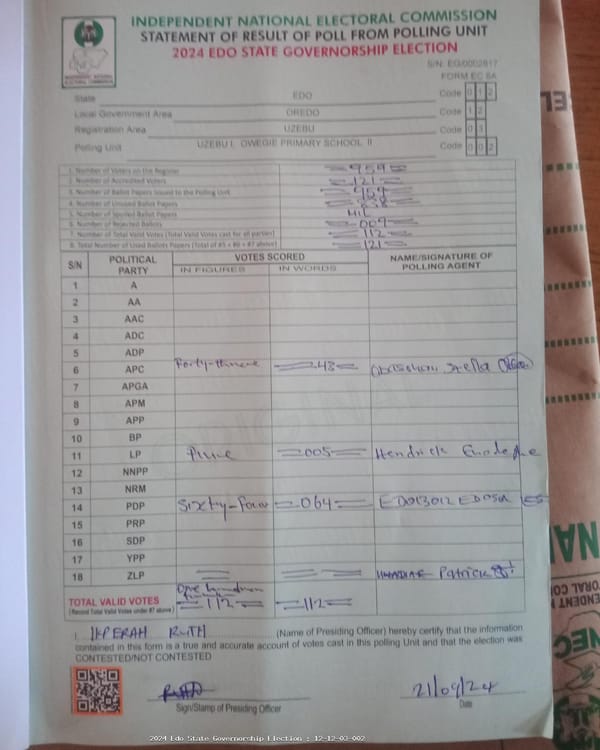 INDEPENDENT NATIONAL ELECTORAL COMMISSION
STATEMENT OF RESULT OF POLL FROM POLLING UNIT
2024 EDO STATE GOVERNORSHIP ELECTION
S/N: EG/0002817
FORM EC 8A
State EDO Code 0 1 2
Local Government Area OREDO Code 1 2
Registration Area UZEBU Code 0 3
Polling Unit UZEBU I, OWEGIE PRIMARY SCHOOL II Code 0 0 2
1. Number of Voters on the Register 959
2. Number of Accredited Voters 121
3. Number of Ballot Papers Issued to the Polling Unit 959
4. Number of Unused Ballot Papers 838
5. Number of Spoiled Ballot Papers NIL
6. Number of Rejected Ballots 009
7. Number of Total Valid Votes (Total Valid Votes cast for all parties) 112
8. Total Number of Used Ballots Papers (Total of #5 + #6 + #7 above) 121
S/N POLITICAL PARTY VOTES SCORED NAME/SIGNATURE OF POLLING AGENT
IN FIGURES IN WORDS
1 A
2 AA
3 AAC
4 ADC
5 ADP
6 APC Forty-three 43 Stella
7 APGA
8 APM
9 APP
10 BP
11 LP 005 Hendrick
12 NNPP
13 NRM
14 PDP Sixty-four 064
15 PRP
16 SDP
17 YPP
18 ZLP Patrick
TOTAL VALID VOTES One hundred 112 112
(Record Total Valid Votes under #7 above)
I, IKPERAH RUTH (Name of Presiding Officer) hereby certify that the information
contained in this form is a true and accurate account of votes cast in this polling Unit and that the election was
CONTESTED/NOT CONTESTED
21/09/24
Sign/Stamp of Presiding Officer Date
2024 Edo State Governorship Election : 12-12-03-002